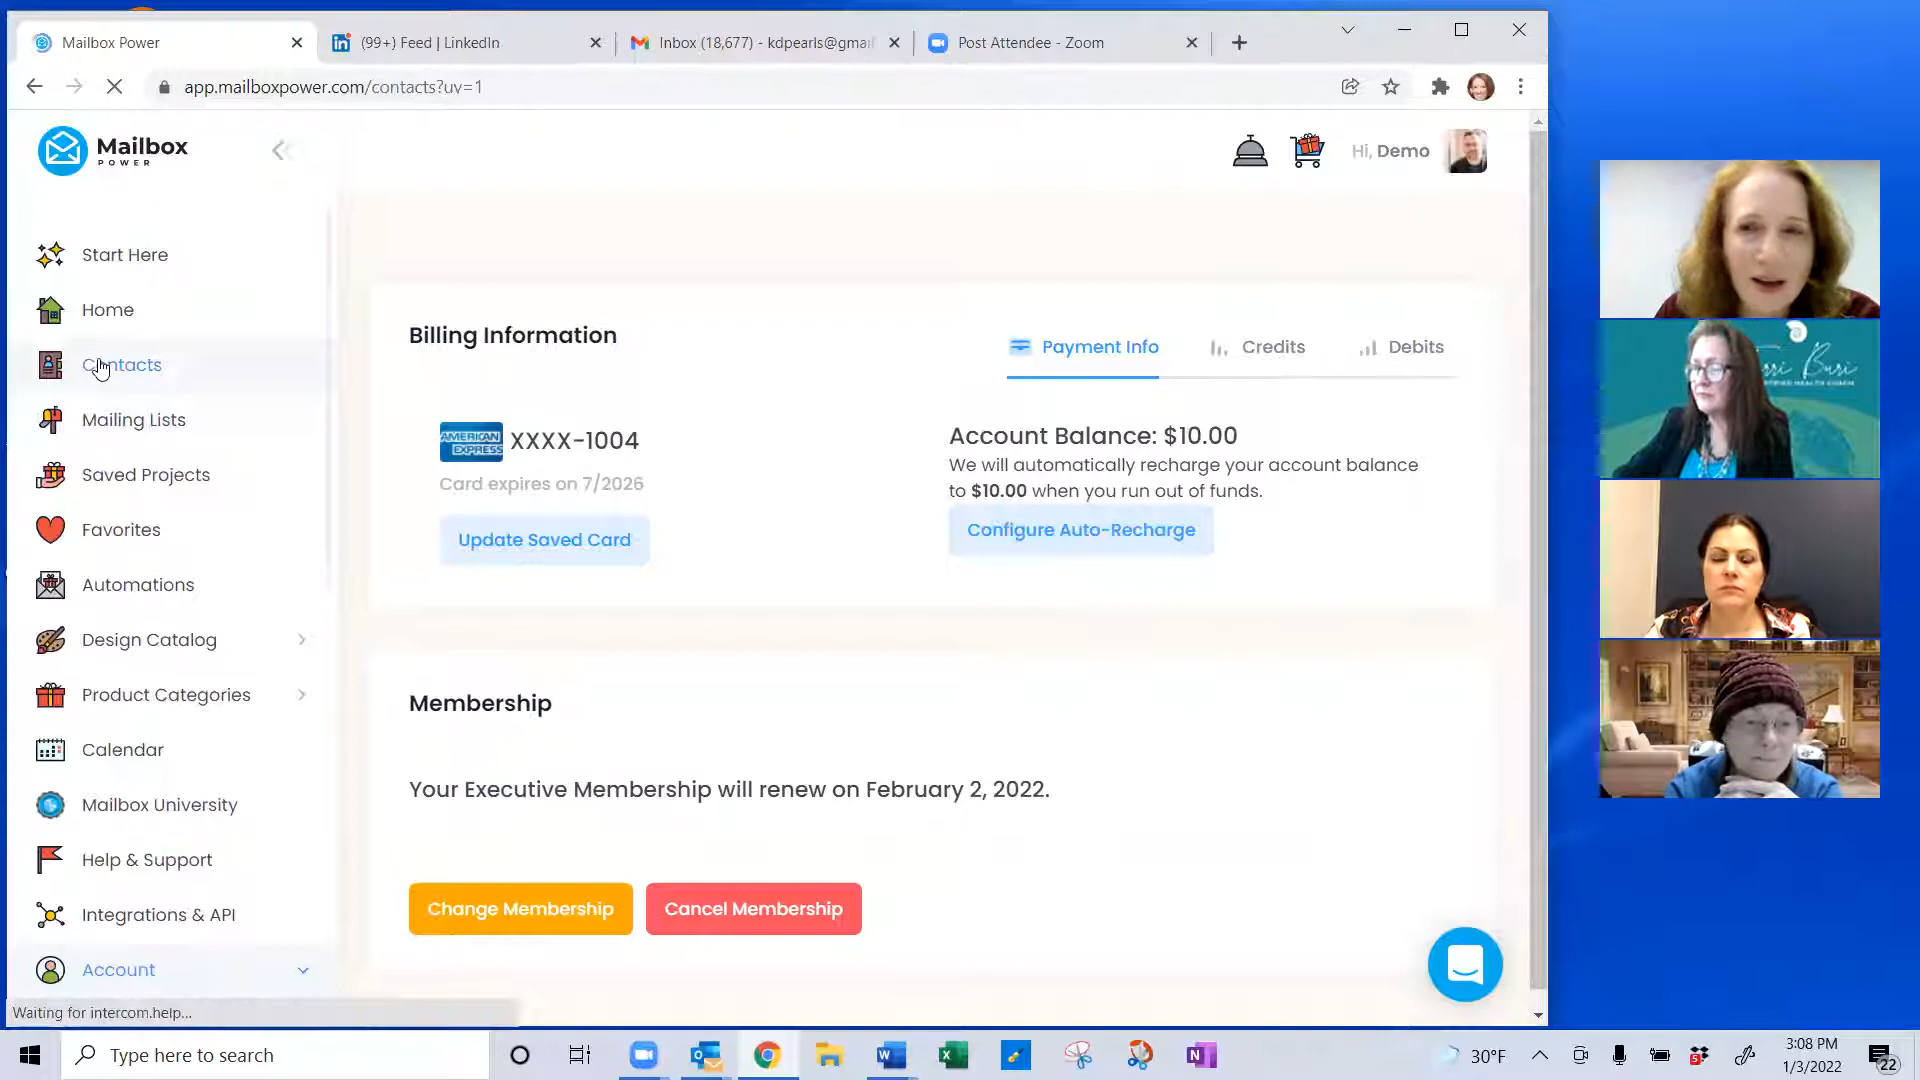 Mailbox Power
(99+) Feed | LinkedIn
Inbox (18,677) - kdpearls@gmai
Post Attendee - Zoom
app.mailboxpower.com/contacts?uv=1
Mailbox
POWER
Hi, Demo
Start Here
Home
Contacts
Mailing Lists
Saved Projects
Favorites
Automations
Design Catalog
Product Categories
Calendar
Mailbox University
Help & Support
Integrations & API
Account
Waiting for intercom.help...
Billing Information
Payment Info
Credits
Debits
AMERICAN EXPRESS
XXXX-1004
Card expires on 7/2026
Update Saved Card
Account Balance: $10.00
We will automatically recharge your account balance
to $10.00 when you run out of funds.
Configure Auto-Recharge
Membership
Your Executive Membership will renew on February 2, 2022.
Change Membership
Cancel Membership
Type here to search
30°F
3:08 PM
1/3/2022
22